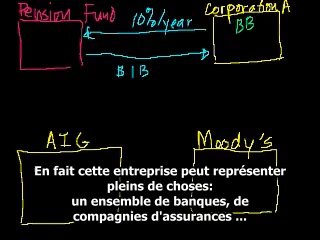 Pension Fund
10%/year
Corporation A
BB
$1B
AIG
Moody's
En fait cette entreprise peut représenter
pleins de choses:
un ensemble de banques, de
compagnies d'assurances ...